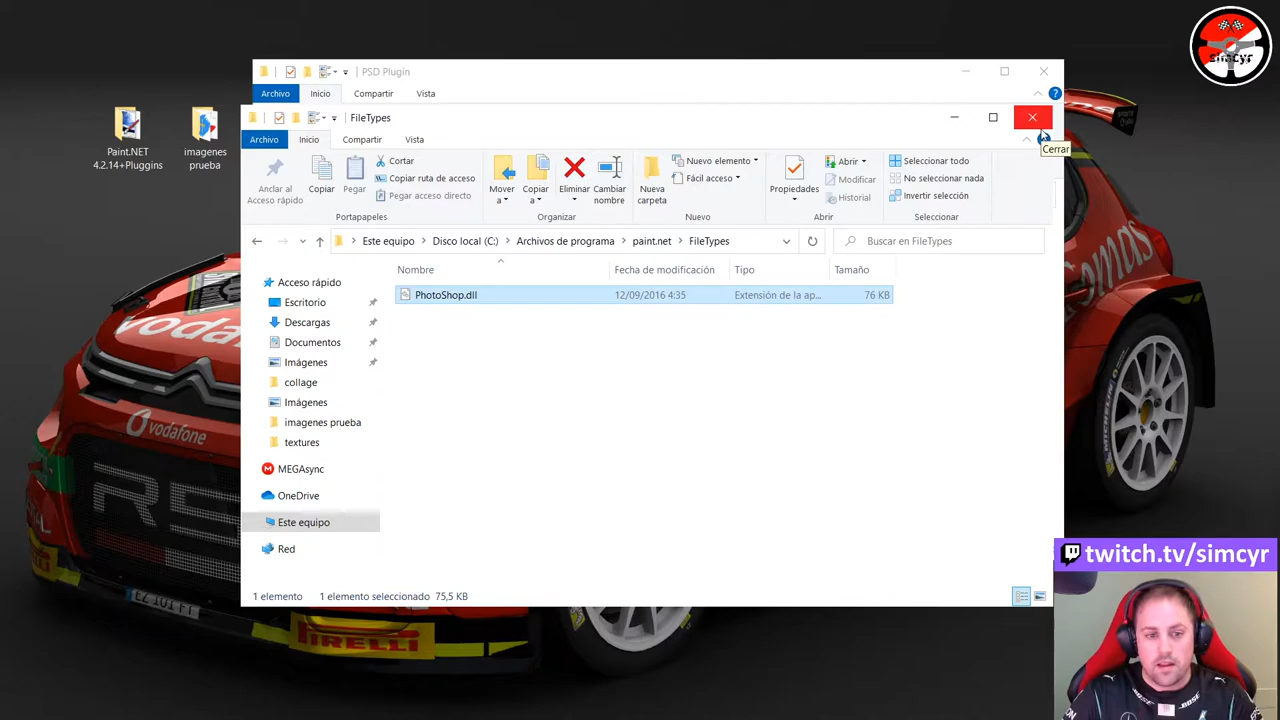 simcyr
PSD Plugin
Archivo Inicio Compartir Vista
FileTypes
Cerrar
Archivo Inicio Compartir Vista
Anclar al Acceso rápido
Copiar
Pegar
Cortar
Copiar ruta de acceso
Pegar acceso directo
Portapapeles
Mover a
Copiar a
Eliminar
Cambiar nombre
Organizar
Nueva carpeta
Nuevo elemento
Fácil acceso
Nuevo
Propiedades
Abrir
Modificar
Historial
Abrir
Seleccionar todo
No seleccionar nada
Invertir selección
Seleccionar
Este equipo > Disco local (C:) > Archivos de programa > paint.net > FileTypes
Buscar en FileTypes
Nombre Fecha de modificación Tipo Tamaño
PhotoShop.dll 12/09/2016 4:35 Extensión de la ap... 76 KB
Acceso rápido
Escritorio
Descargas
Documentos
Imágenes
collage
Imágenes
imagenes prueba
textures
MEGAsync
OneDrive
Este equipo
Red
1 elemento 1 elemento seleccionado 75,5 KB
Paint.NET
4.2.14+Pluggins
imagenes
prueba
vodafone
PIRELLI
MICHELIN
twitch.tv/simcyr